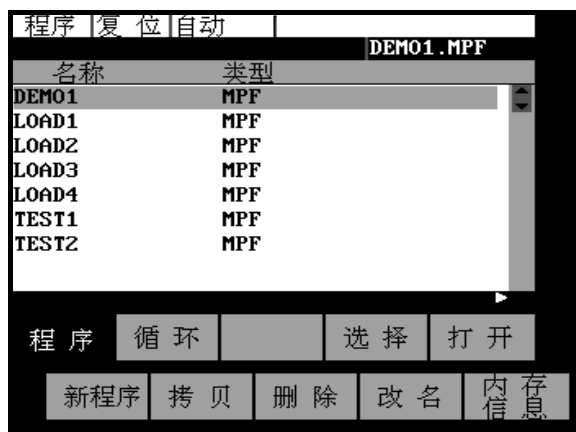 程序 复 位 自动
DEMO1.MPF
名称 类型
DEMO1 MPF
LOAD1 MPF
LOAD2 MPF
LOAD3 MPF
LOAD4 MPF
TEST1 MPF
TEST2 MPF
程 序 循 环 选 择 打 开
新程序 拷 贝 删 除 改 名 内 存
信 息